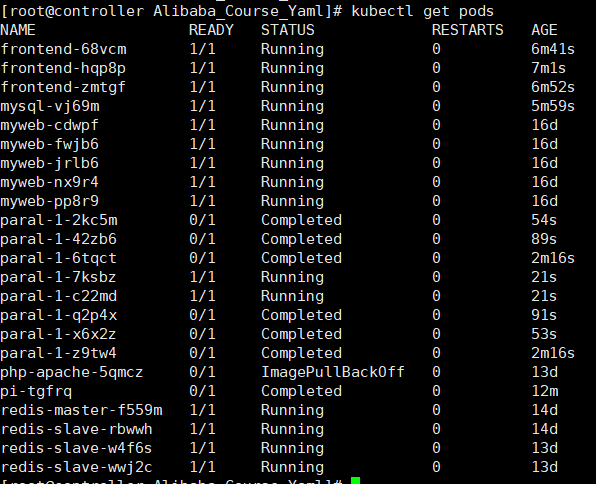 [root@controller Alibaba_Course_Yaml]# kubectl get pods
NAME READY STATUS RESTARTS AGE
frontend-68vcm 1/1 Running 0 6m41s
frontend-hqp8p 1/1 Running 0 7m1s
frontend-zmtgf 1/1 Running 0 6m52s
mysql-vj69m 1/1 Running 0 5m59s
myweb-cdwpf 1/1 Running 0 16d
myweb-fwjb6 1/1 Running 0 16d
myweb-jrlb6 1/1 Running 0 16d
myweb-nx9r4 1/1 Running 0 16d
myweb-pp8r9 1/1 Running 0 16d
paral-1-2kc5m 0/1 Completed 0 54s
paral-1-42zb6 0/1 Completed 0 89s
paral-1-6tqct 0/1 Completed 0 2m16s
paral-1-7ksbz 1/1 Running 0 21s
paral-1-c22md 1/1 Running 0 21s
paral-1-q2p4x 0/1 Completed 0 91s
paral-1-x6x2z 0/1 Completed 0 53s
paral-1-z9tw4 0/1 Completed 0 2m16s
php-apache-5qmcz 0/1 ImagePullBackOff 0 13d
pi-tgfrq 0/1 Completed 0 12m
redis-master-f559m 1/1 Running 0 14d
redis-slave-rbwwh 1/1 Running 0 14d
redis-slave-w4f6s 1/1 Running 0 13d
redis-slave-wwj2c 1/1 Running 0 13d
[root@controller Alibaba_Course_Yaml]#